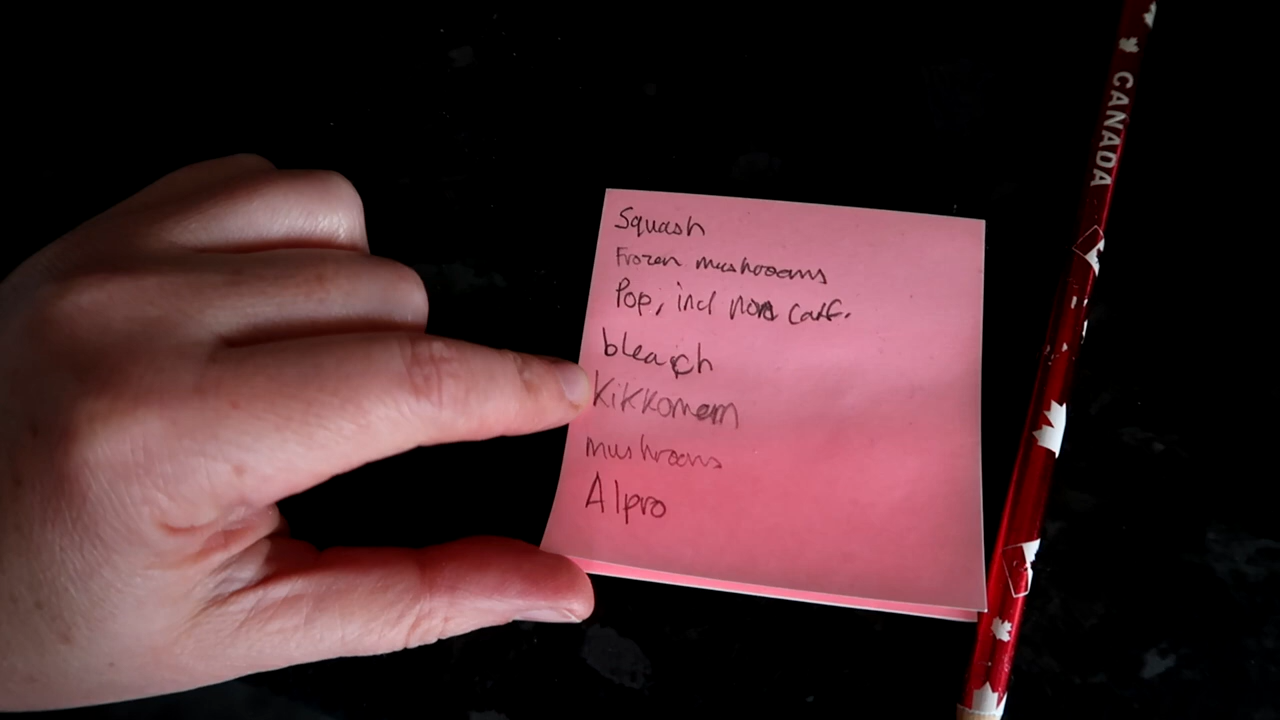 Squash
Frozen mushrooms
Pop, incl non caff.
bleach
Kikkoman
mushrooms
Alpro
CANADA